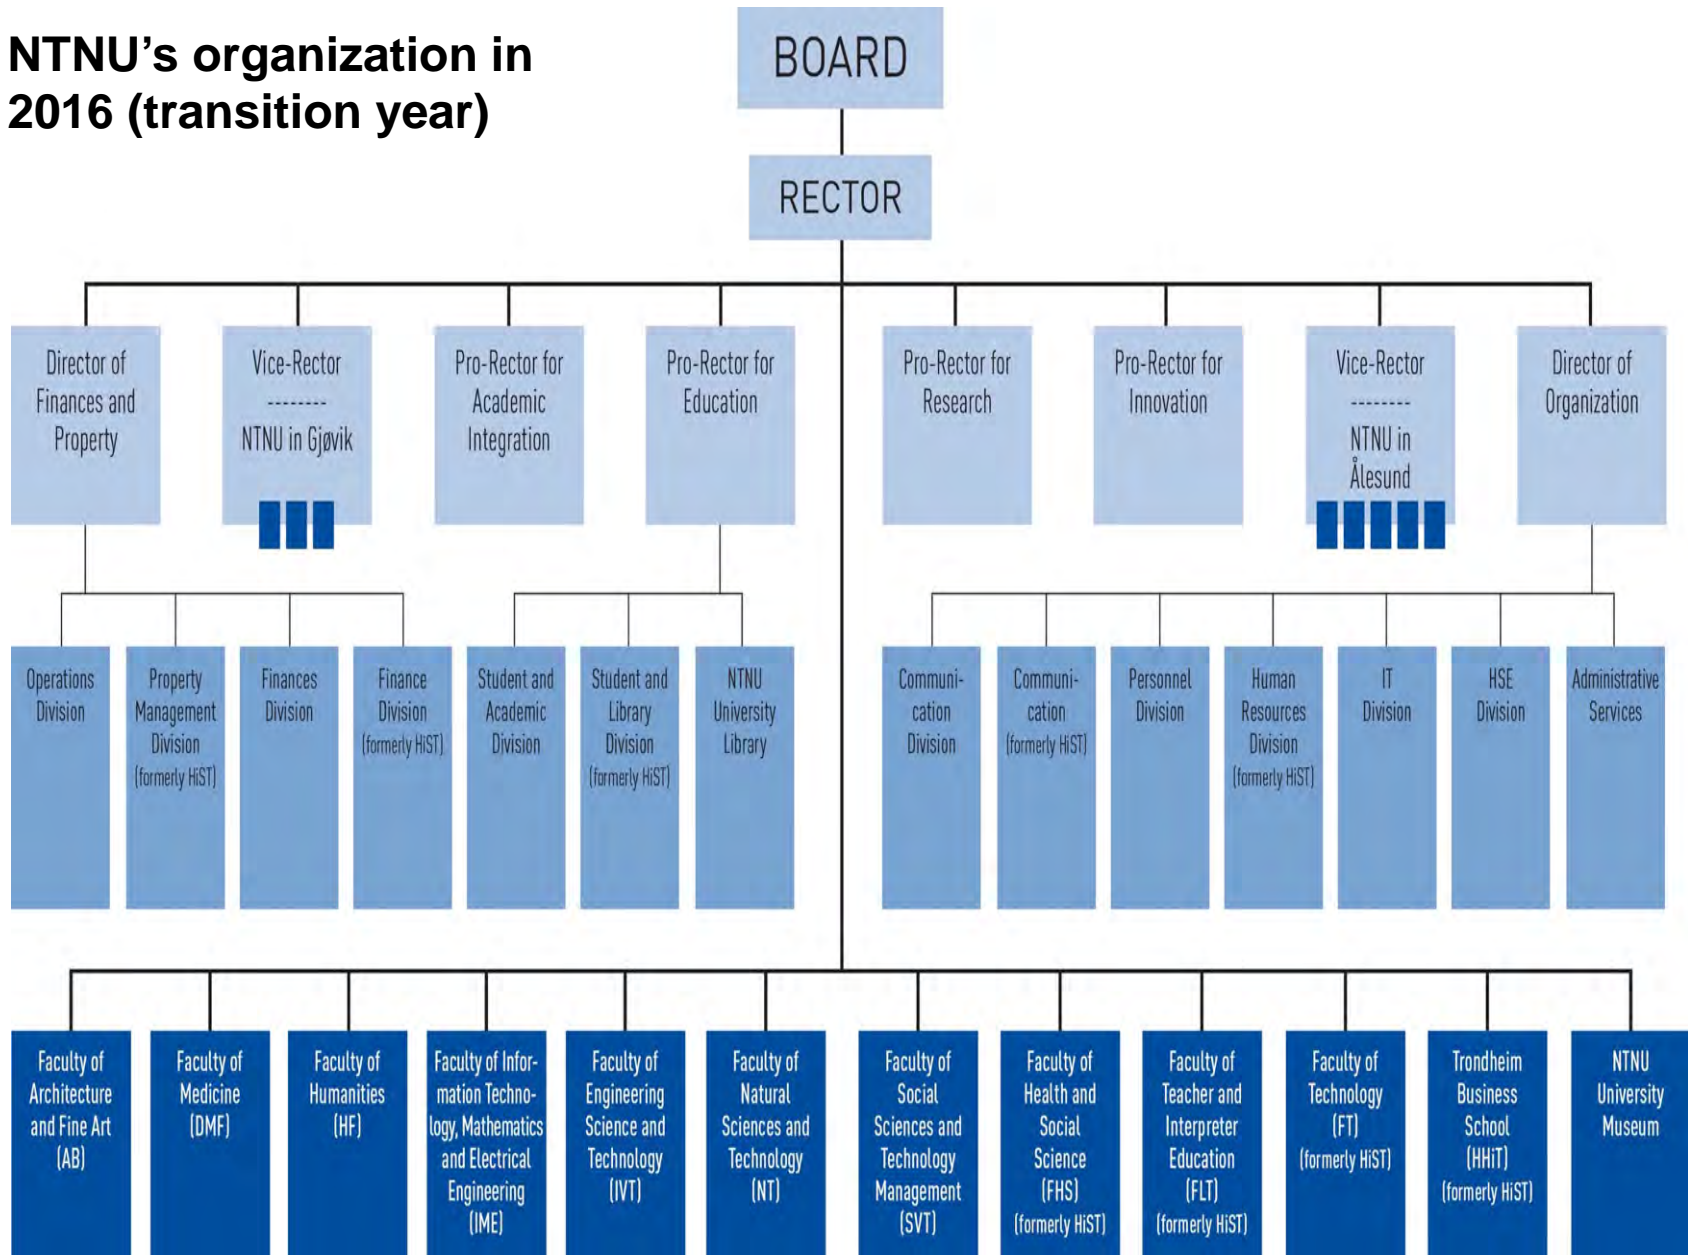 NTNU's organization in
2016 (transition year)
BOARD
RECTOR
Director of
Finances and
Property
Vice-Rector
--------
NTNU in Gjøvik
Pro-Rector for
Academic
Integration
Pro-Rector for
Education
Pro-Rector for
Research
Pro-Rector for
Innovation
Vice-Rector
--------
NTNU in
Ålesund
Director of
Organization
Operations
Division
Property
Management
Division
(formerly HiST)
Finances
Division
Finance
Division
(formerly HiST)
Student and
Academic
Division
Student and
Library
Division
(formerly HiST)
NTNU
University
Library
Communi-
cation
Division
Communi-
cation
(formerly HiST)
Personnel
Division
Human
Resources
Division
(formerly HiST)
IT
Division
HSE
Division
Administrative
Services
Faculty of
Architecture
and Fine Art
(AB)
Faculty of
Medicine
(DMF)
Faculty of
Humanities
(HF)
Faculty of Infor-
mation Techno-
logy, Mathematics
and Electrical
Engineering
(IME)
Faculty of
Engineering
Science and
Technology
(IVT)
Faculty of
Natural
Sciences and
Technology
(NT)
Faculty of
Social
Sciences and
Technology
Management
(SVT)
Faculty of
Health and
Social
Science
(FHS)
(formerly HiST)
Faculty of
Teacher and
Interpreter
Education
(FLT)
(formerly HiST)
Faculty of
Technology
(FT)
(formerly HiST)
Trondheim
Business
School
(HHiT)
(formerly HiST)
NTNU
University
Museum